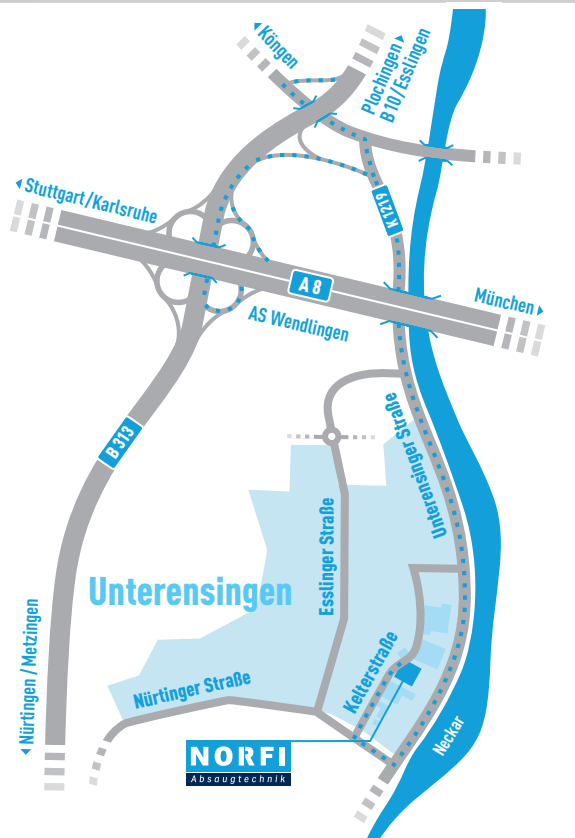 Köngen
Plochingen
B10/Esslingen
Stuttgart/Karlsruhe
K 1219
A 8
München
AS Wendlingen
B 313
Unterensinger Straße
Esslinger Straße
Unterensingen
Nürtingen / Metzingen
Kelterstraße
Nürtinger Straße
Neckar
NORFI
Absaugtechnik